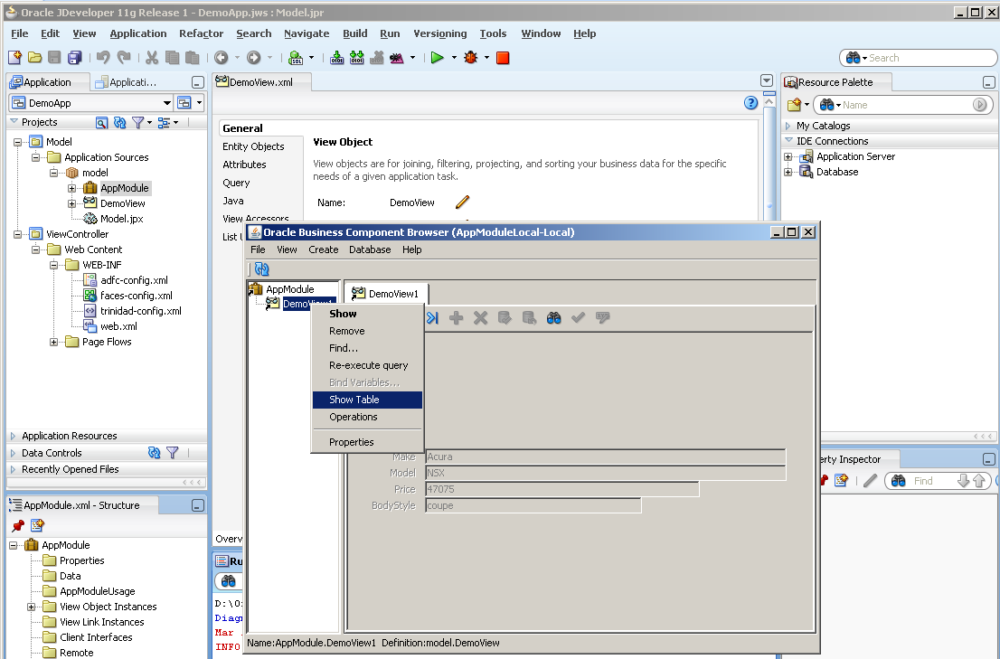 Oracle JDeveloper 11g Release 1 - DemoApp.jws : Model.jpr
File Edit View Application Refactor Search Navigate Build Run Versioning Tools Window Help
Search
Application
Applicati...
DemoApp
Projects
Model
Application Sources
model
AppModule
DemoView
Model.jpx
ViewController
Web Content
WEB-INF
adfc-config.xml
faces-config.xml
trinidad-config.xml
web.xml
Page Flows
Application Resources
Data Controls
Recently Opened Files
AppModule.xml - Structure
AppModule
Properties
Data
AppModuleUsage
View Object Instances
View Link Instances
Client Interfaces
Remote
DemoView.xml
General
Entity Objects
Attributes
Query
Java
View Accessors
List
View Object
View objects are for joining, filtering, projecting, and sorting your business data for the specific
needs of a given application task.
Name: DemoView
Overv
Ru
D:\O
Diagn
Mar
INFO
Oracle Business Component Browser (AppModuleLocal-Local)
File View Create Database Help
AppModule
DemoView1
DemoView1
Show
Remove
Find...
Re-execute query
Bind Variables...
Show Table
Operations
Properties
Make Acura
Model NSX
Price 47075
BodyStyle coupe
Name:AppModule.DemoView1 Definition:model.DemoView
Resource Palette
Name
My Catalogs
IDE Connections
Application Server
Database
erty Inspector
Find